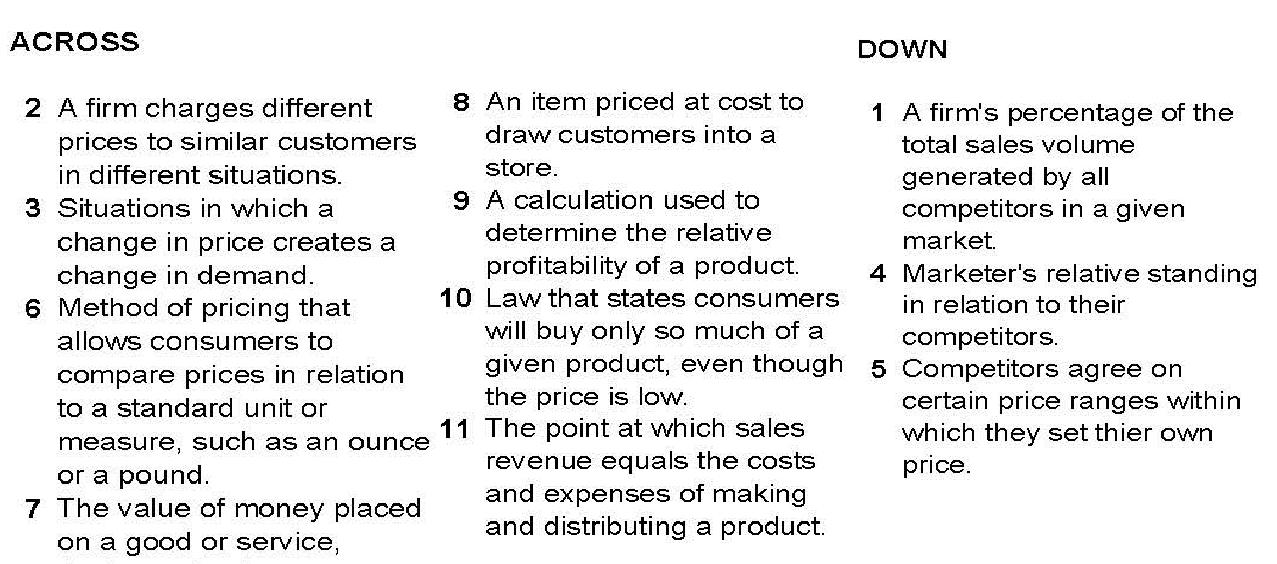 ACROSS
2 A firm charges different
prices to similar customers
in different situations.
3 Situations in which a
change in price creates a
change in demand.
6 Method of pricing that
allows consumers to
compare prices in relation
to a standard unit or
measure, such as an ounce
or a pound.
7 The value of money placed
on a good or service,
8 An item priced at cost to
draw customers into a
store.
9 A calculation used to
determine the relative
profitability of a product.
10 Law that states consumers
will buy only so much of a
given product, even though
the price is low.
11 The point at which sales
revenue equals the costs
and expenses of making
and distributing a product.
DOWN
1 A firm's percentage of the
total sales volume
generated by all
competitors in a given
market.
4 Marketer's relative standing
in relation to their
competitors.
5 Competitors agree on
certain price ranges within
which they set thier own
price.